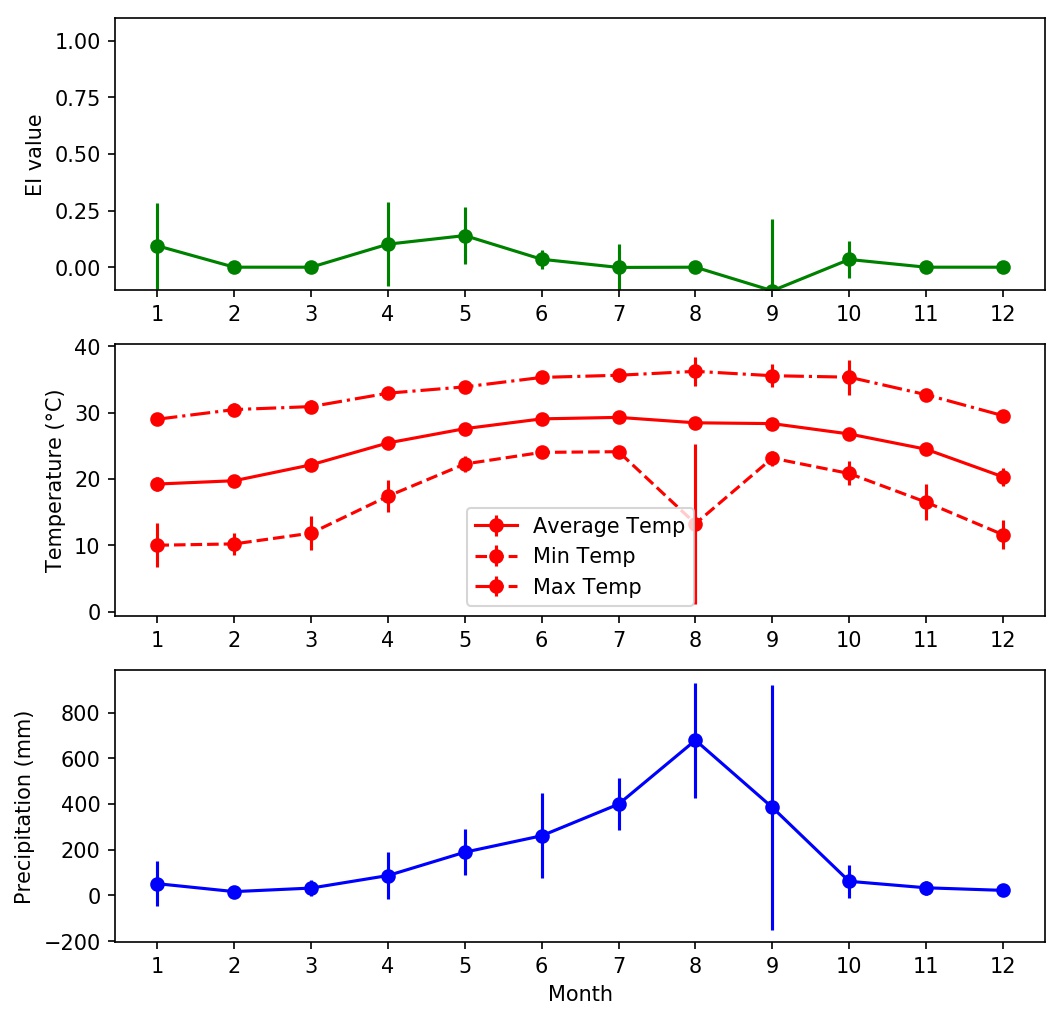 EI value
1.00
0.75
0.50
0.25
0.00
1 2 3 4 5 6 7 8 9 10 11 12
Temperature (°C)
40
30
20
10
0
Average Temp
Min Temp
Max Temp
1 2 3 4 5 6 7 8 9 10 11 12
Precipitation (mm)
800
600
400
200
0
−200
1 2 3 4 5 6 7 8 9 10 11 12
Month